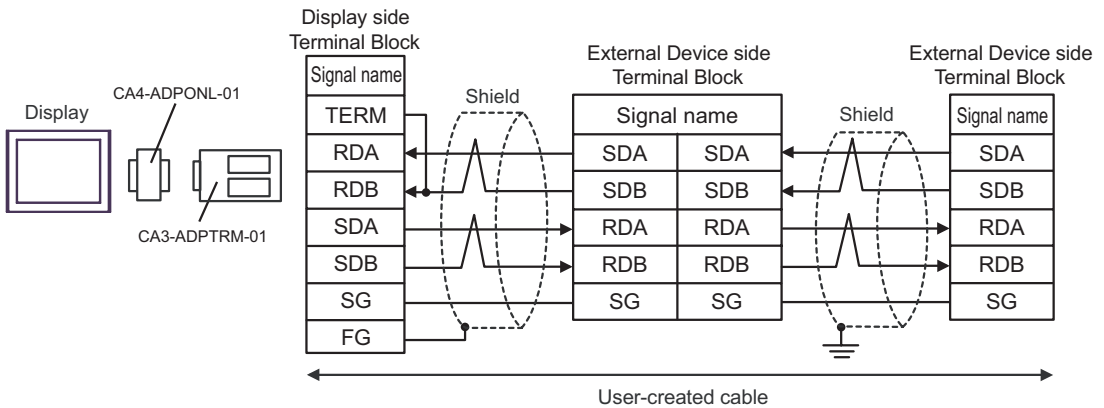 Display side
Terminal Block
External Device side
Terminal Block
External Device side
Terminal Block
Display
CA4-ADPONL-01
CA3-ADPTRM-01
Signal name
TERM
RDA
RDB
SDA
SDB
SG
FG
Shield
Signal name
SDA SDA
SDB SDB
RDA RDA
RDB RDB
SG SG
Shield
Signal name
SDA
SDB
RDA
RDB
SG
User-created cable